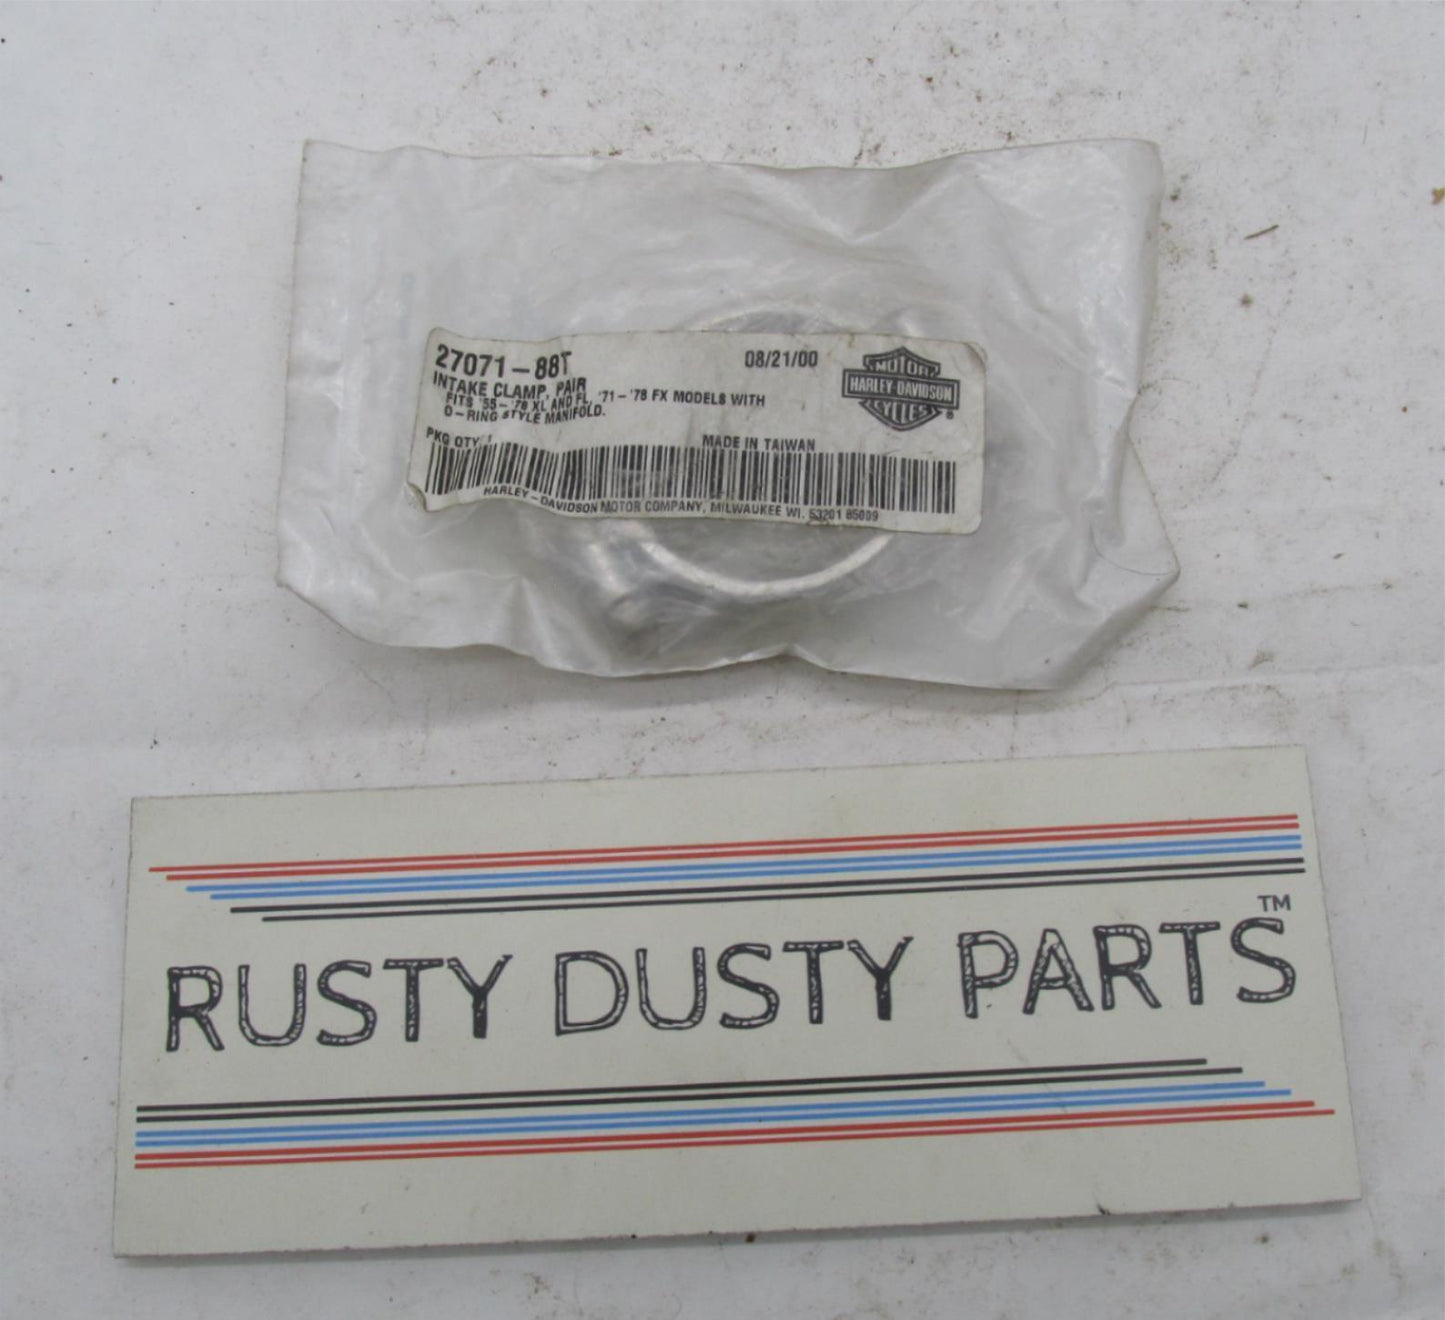 27071-88T 08/21/00
INTAKE CLAMP, PAIR
FITS '55-'78 XL AND FL, '71-'78 FX MODELS WITH
O-RING STYLE MANIFOLD.
MOTOR
HARLEY-DAVIDSON
CYCLES
®
PKG QTY 1 MADE IN TAIWAN
HARLEY-DAVIDSON MOTOR COMPANY, MILWAUKEE WI. 53201 85009
RUSTY DUSTY PARTS™